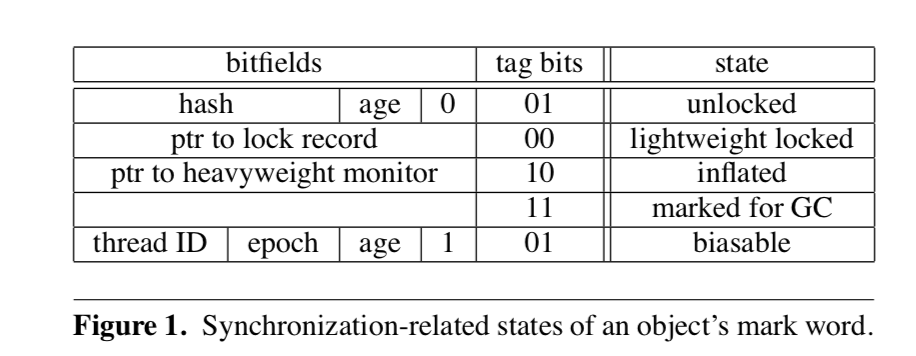 bitfields tag bits state
hash age 0 01 unlocked
ptr to lock record 00 lightweight locked
ptr to heavyweight monitor 10 inflated
11 marked for GC
thread ID epoch age 1 01 biasable
Figure 1. Synchronization-related states of an object's mark word.